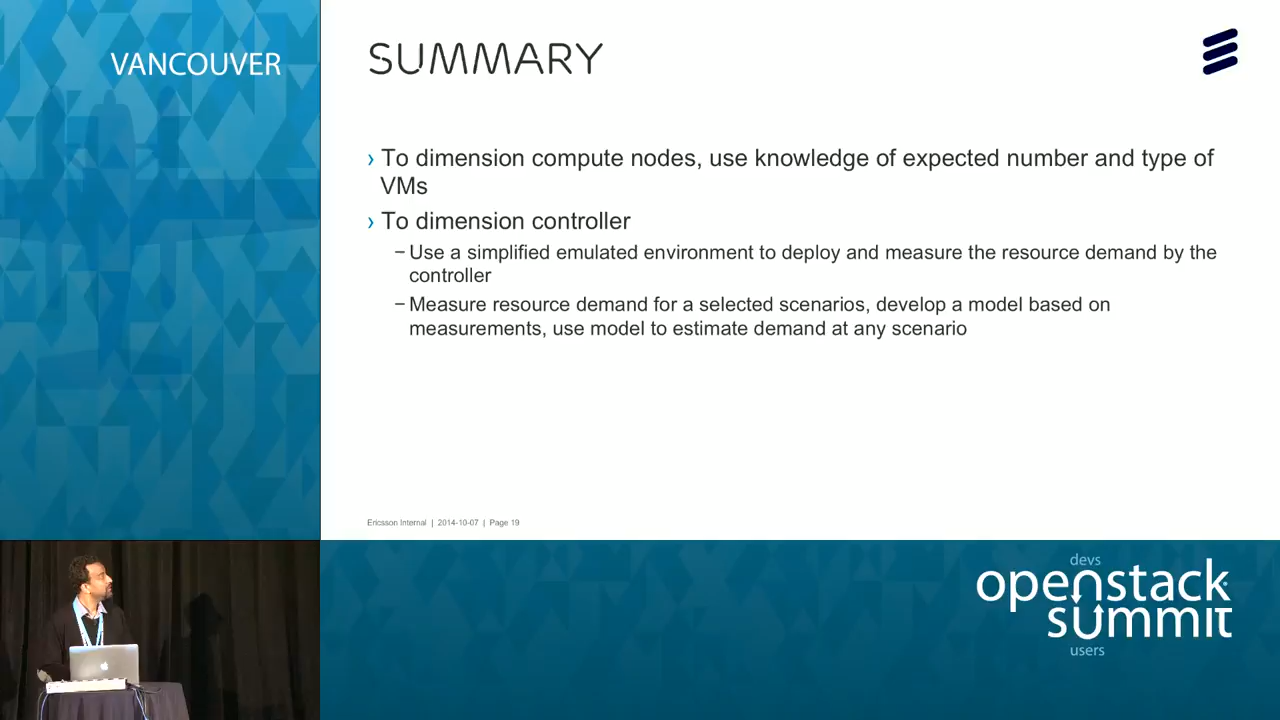 VANCOUVER
SUMMARY
› To dimension compute nodes, use knowledge of expected number and type of
VMs
› To dimension controller
– Use a simplified emulated environment to deploy and measure the resource demand by the
controller
– Measure resource demand for a selected scenarios, develop a model based on
measurements, use model to estimate demand at any scenario
Ericsson Internal | 2014-10-07 | Page 19
devs
openstack
summit
users